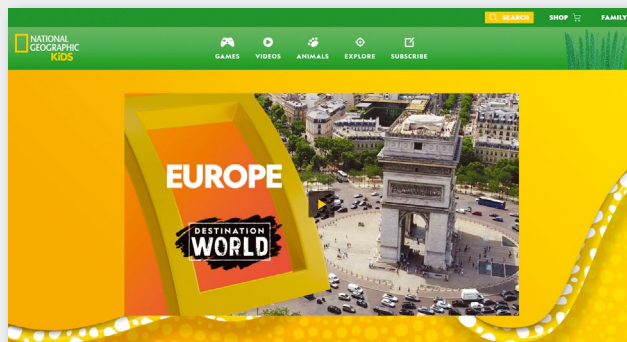 SEARCH SHOP FAMILY
NATIONAL
GEOGRAPHIC
KiDS
GAMES VIDEOS ANIMALS EXPLORE SUBSCRIBE
EUROPE
DESTINATION
WORLD